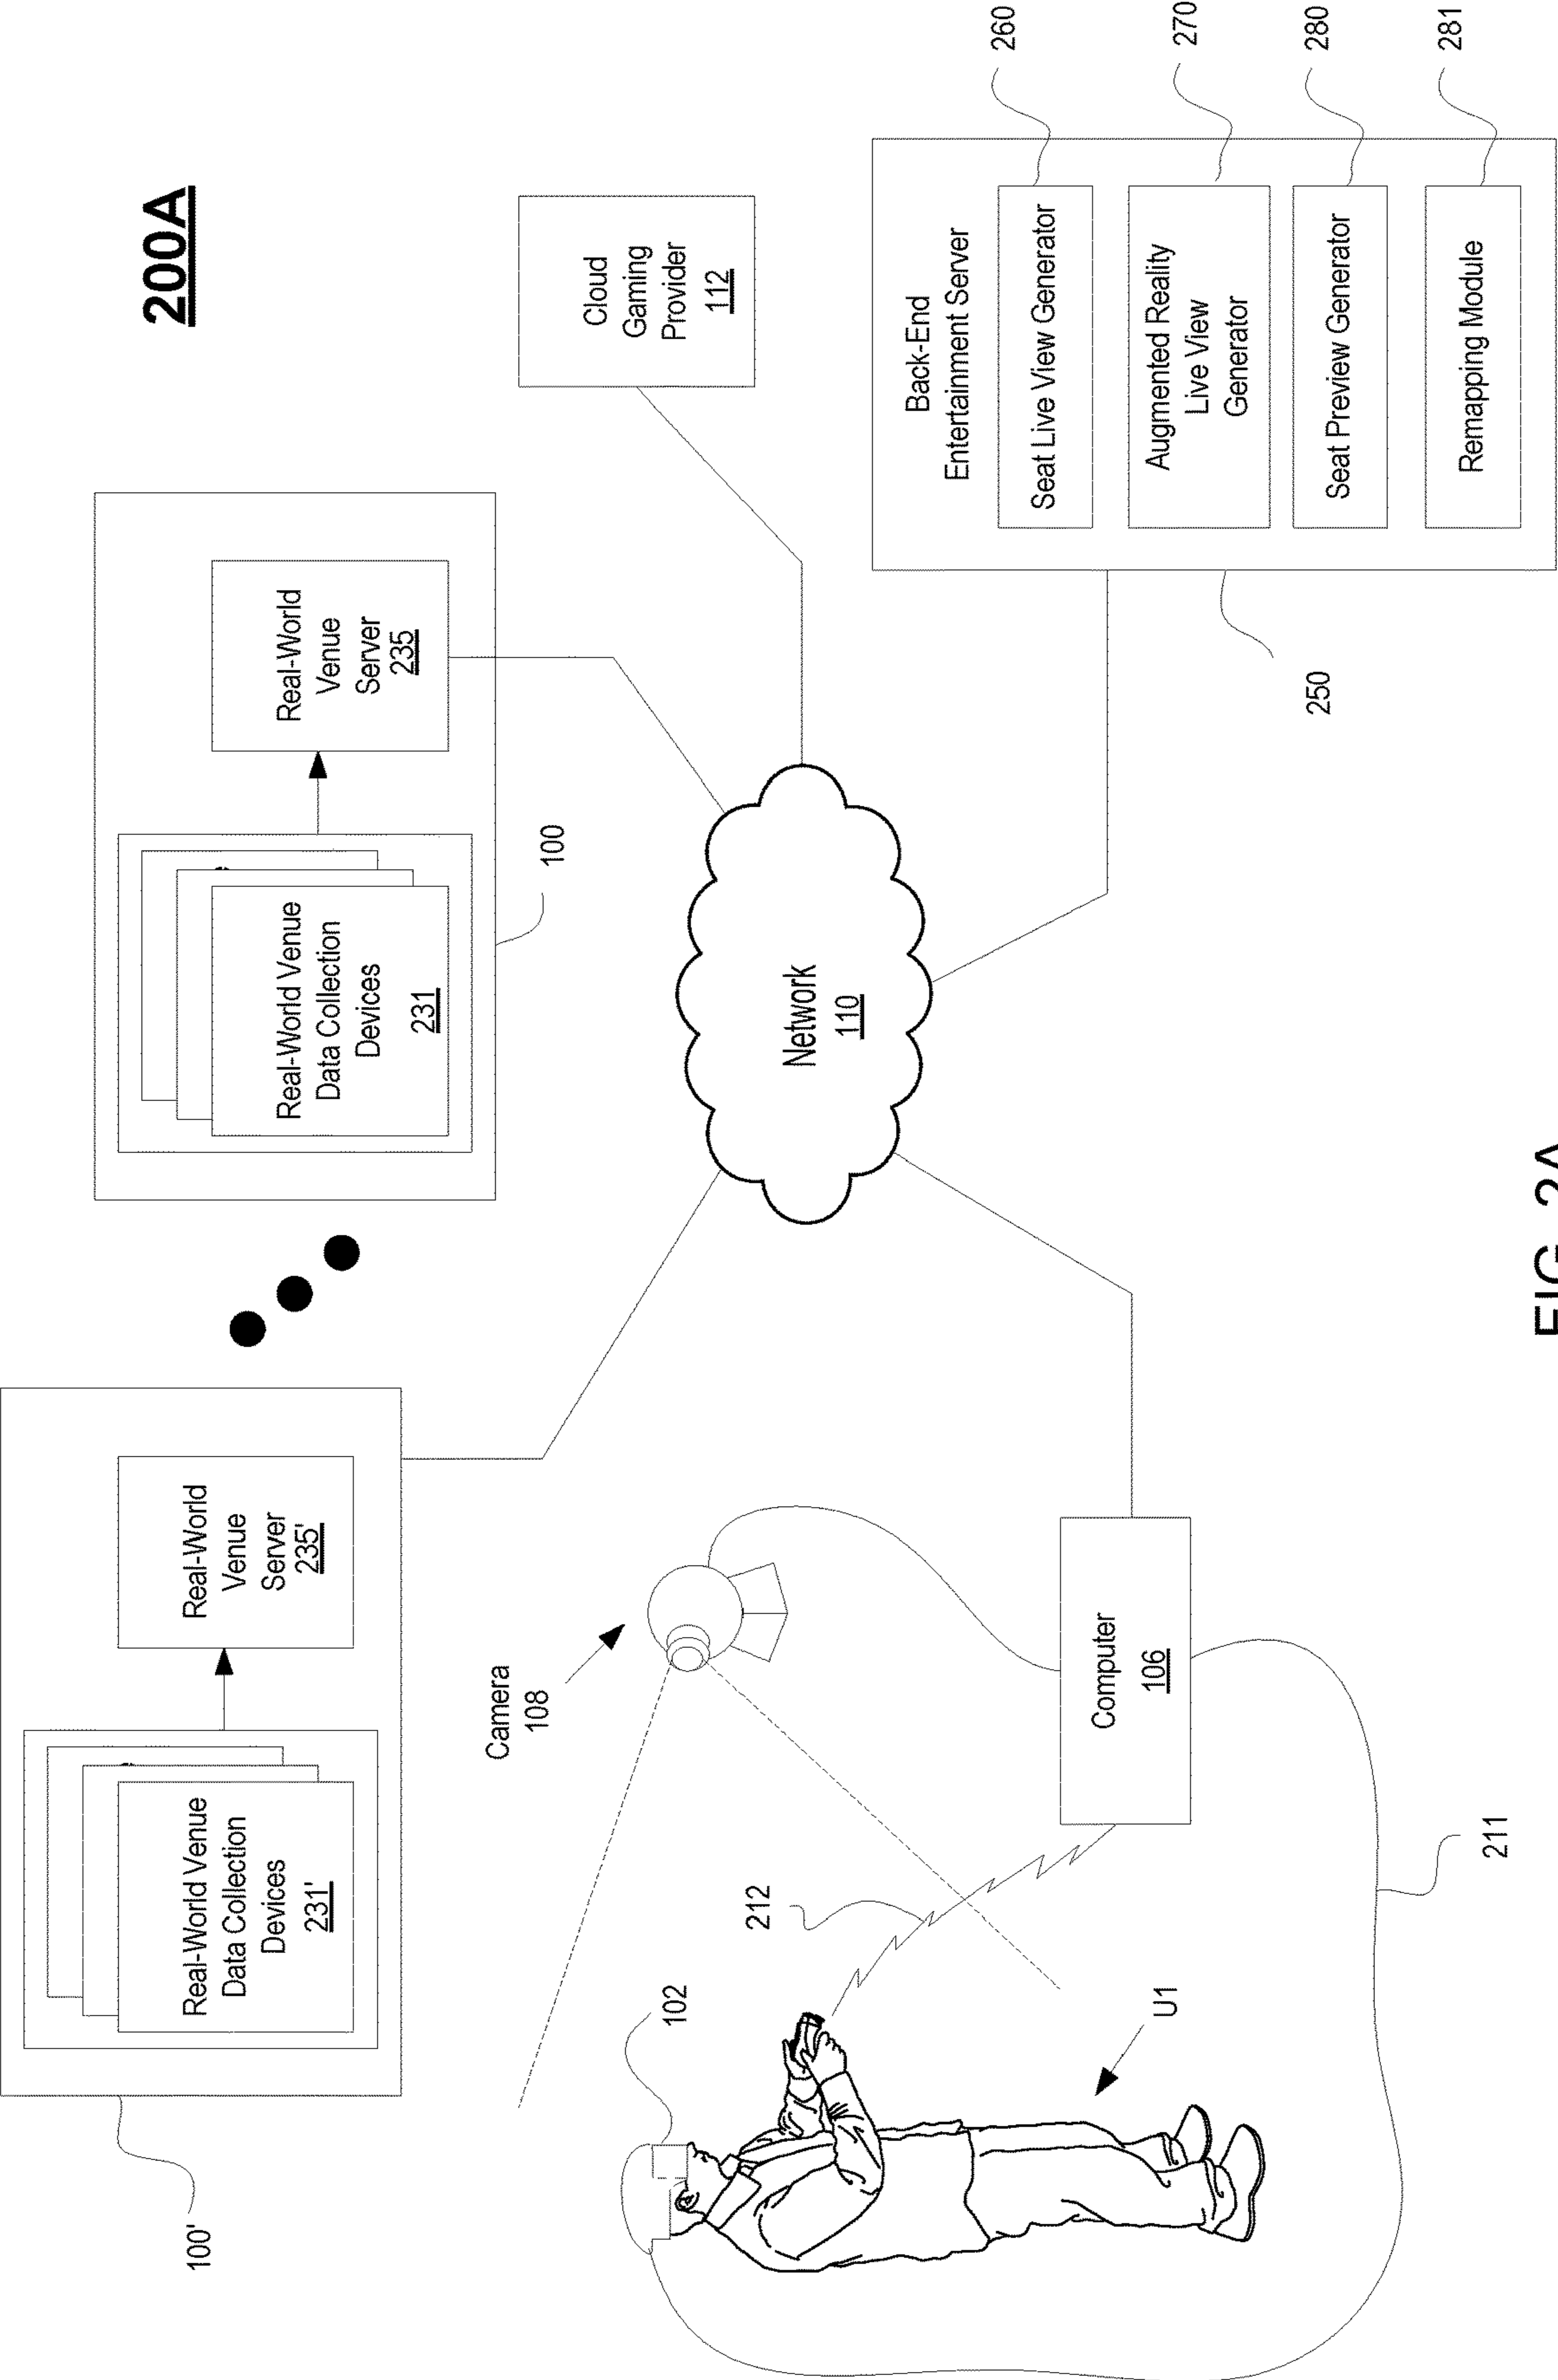 200A
Real-World Venue
Data Collection
Devices
231'
Real-World
Venue
Server
235'
100'
Real-World Venue
Data Collection
Devices
231
Real-World
Venue
Server
235
100
Cloud
Gaming
Provider
112
Camera
108
102
212
U1
211
Computer
106
Network
110
Back-End
Entertainment Server
Seat Live View Generator
260
Augmented Reality
Live View
Generator
270
Seat Preview Generator
280
Remapping Module
281
250
FIG. 2A